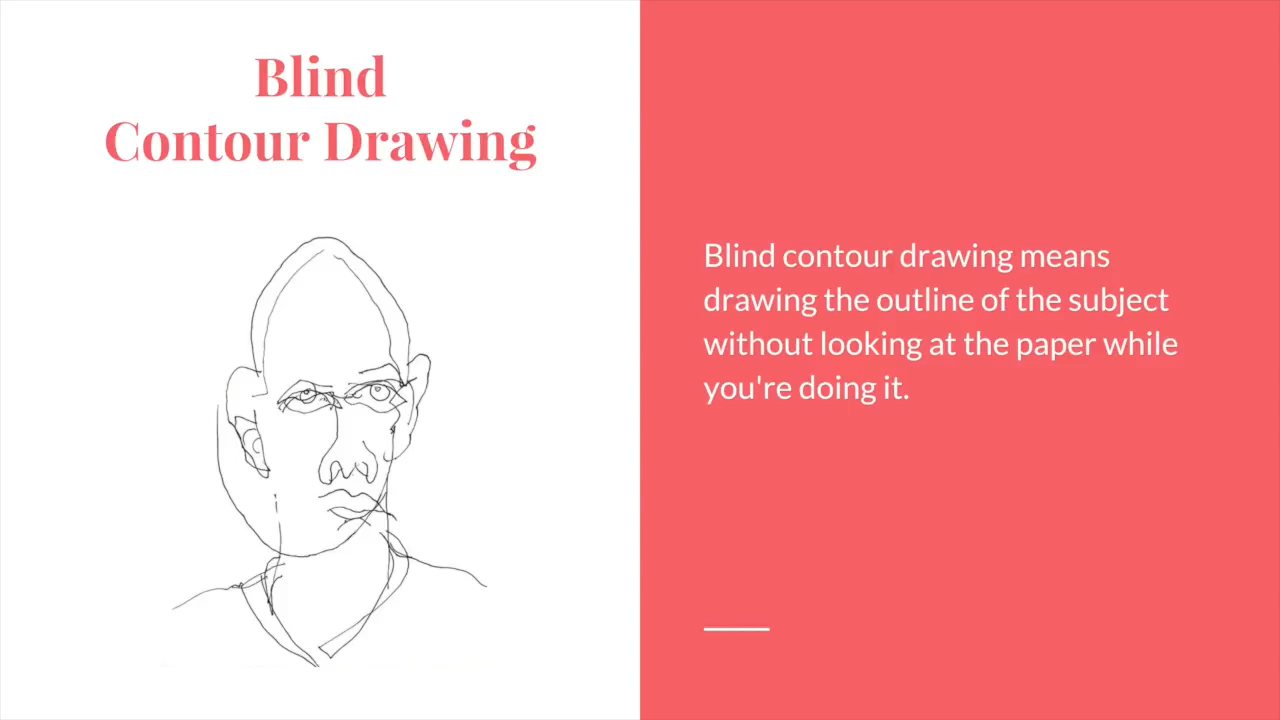 Blind
Contour Drawing
Blind contour drawing means
drawing the outline of the subject
without looking at the paper while
you're doing it.